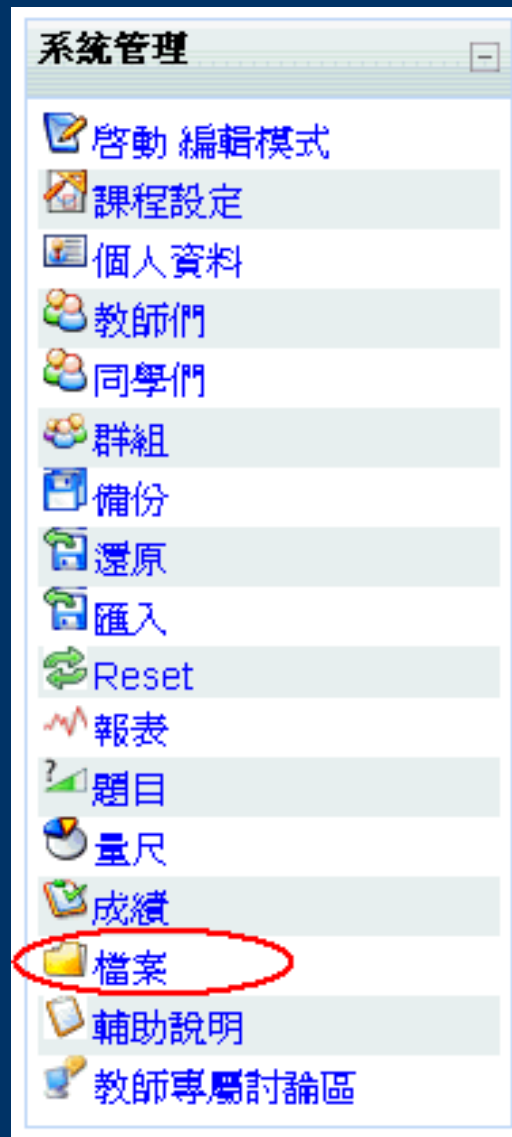 系統管理
啓動 編輯模式
課程設定
個人資料
教師們
同學們
群組
備份
還原
匯入
Reset
報表
題目
量尺
成績
檔案
輔助說明
教師專屬討論區